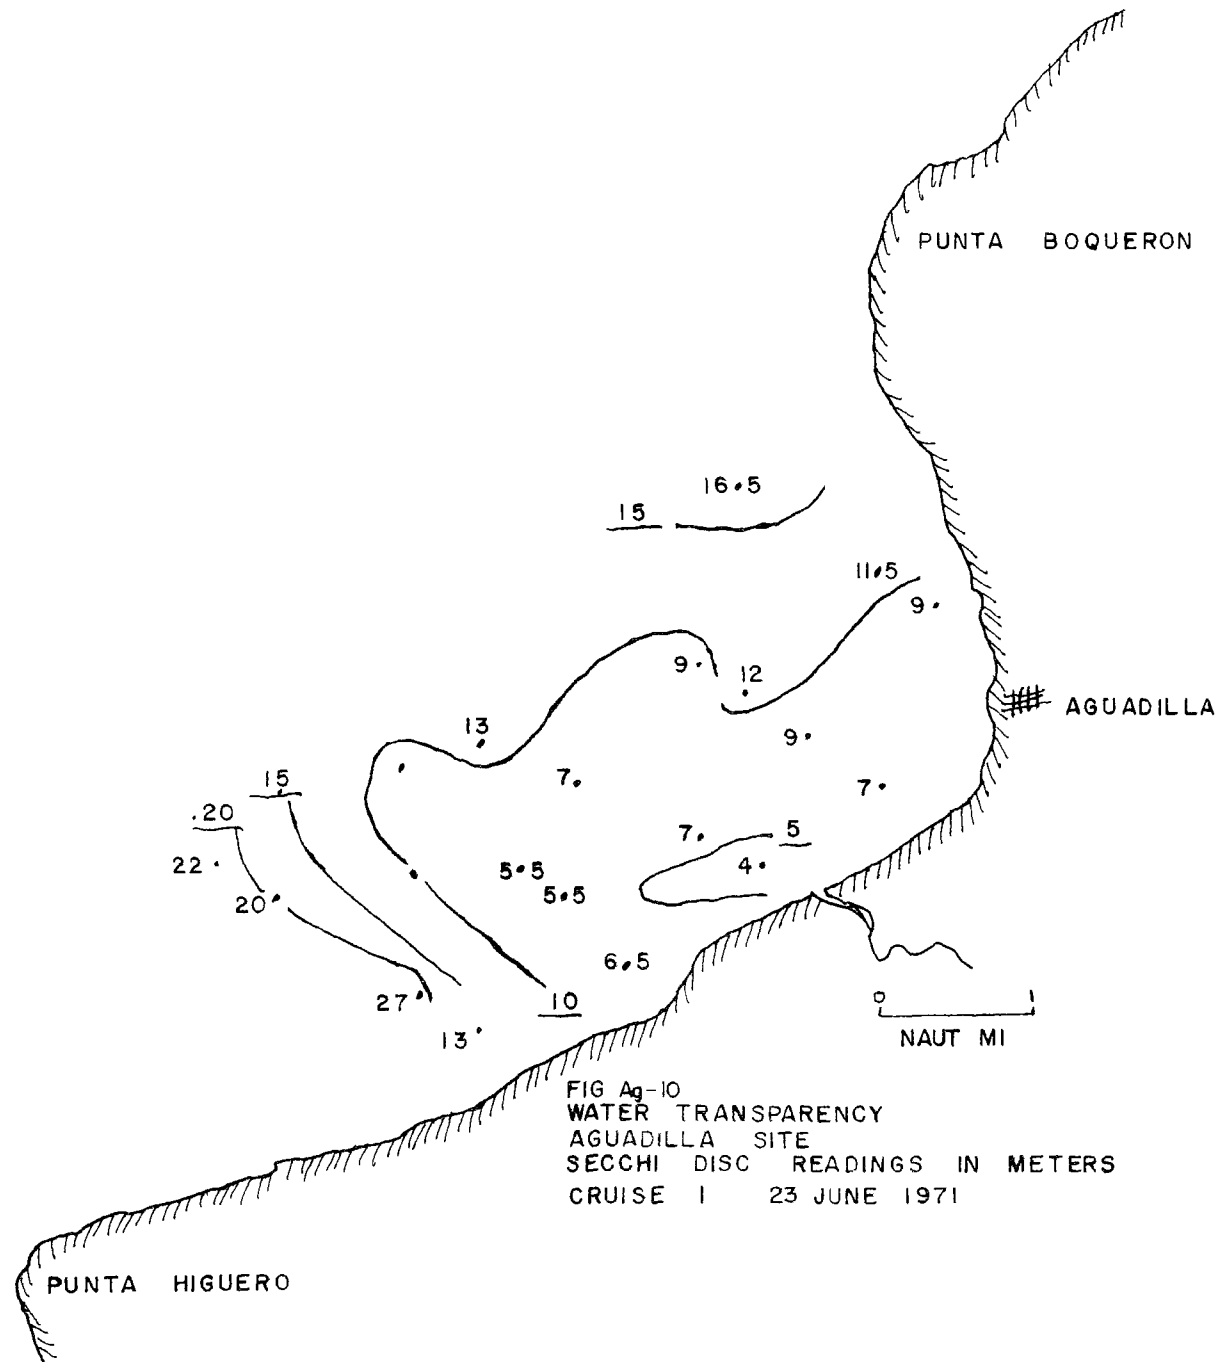 PUNTA BOQUERON
16.5
15
11.5
9.
9.
12
AGUADILLA
13
9.
7.
15
7.
.20
7.
5
22.
5.5
4.
20.
5.5
6.5
27.
10
0 1
13.
NAUT MI
FIG Ag-10
WATER TRANSPARENCY
AGUADILLA SITE
SECCHI DISC READINGS IN METERS
CRUISE I 23 JUNE 1971
PUNTA HIGUERO